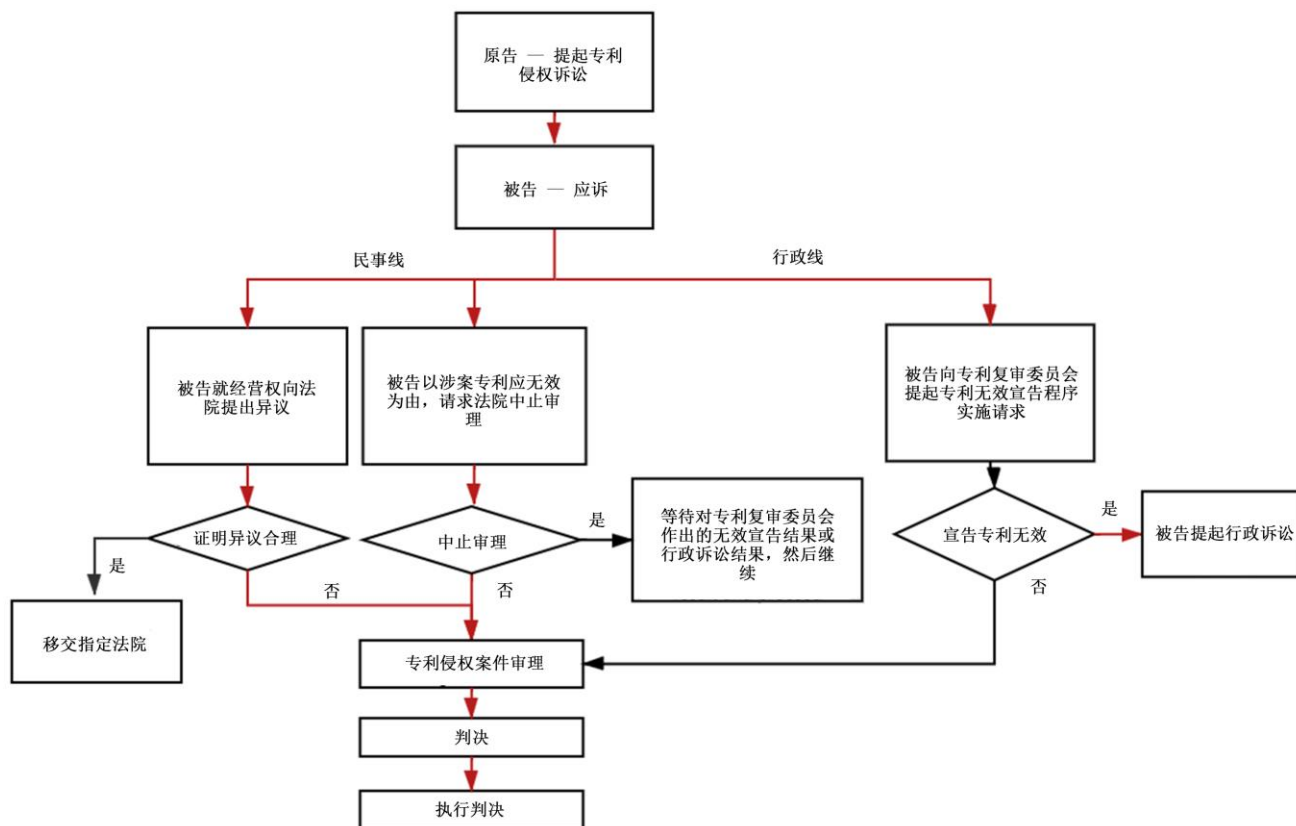 原告 — 提起专利
侵权诉讼
被告 — 应诉
民事线
行政线
被告就经营权向法
院提出异议
被告以涉案专利应无效
为由，请求法院中止审
理
被告向专利复审委员会
提起专利无效宣告程序
实施请求
证明异议合理
是
否
中止审理
是
否
等待对专利复审委员会
作出的无效宣告结果或
行政诉讼结果，然后继
续
宣告专利无效
是
否
被告提起行政诉讼
移交指定法院
专利侵权案件审理
判决
执行判决